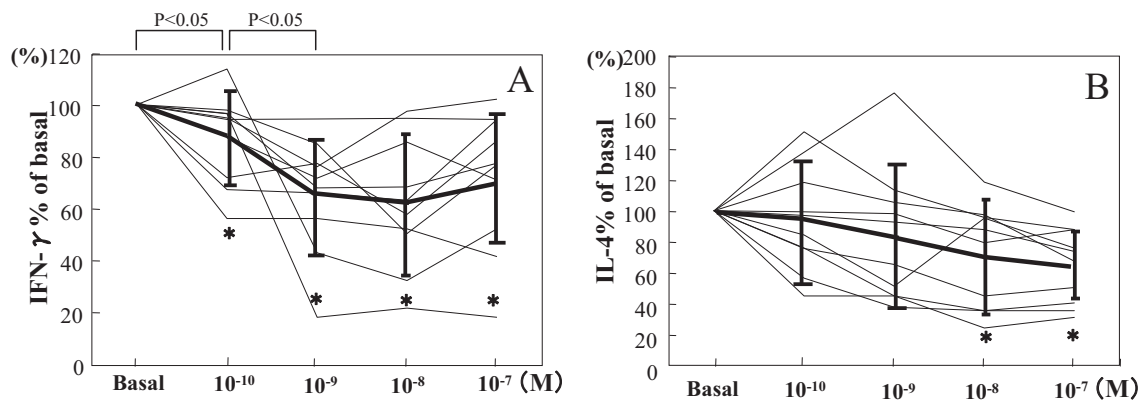 P<0.05 P<0.05
(%)
120
100
80
60
40
20
0
IFN-γ % of basal
A
* * * *
Basal 10-10 10-9 10-8 10-7 (M)
(%)
200
180
160
140
120
100
80
60
40
20
0
IL-4% of basal
B
* *
Basal 10-10 10-9 10-8 10-7 (M)